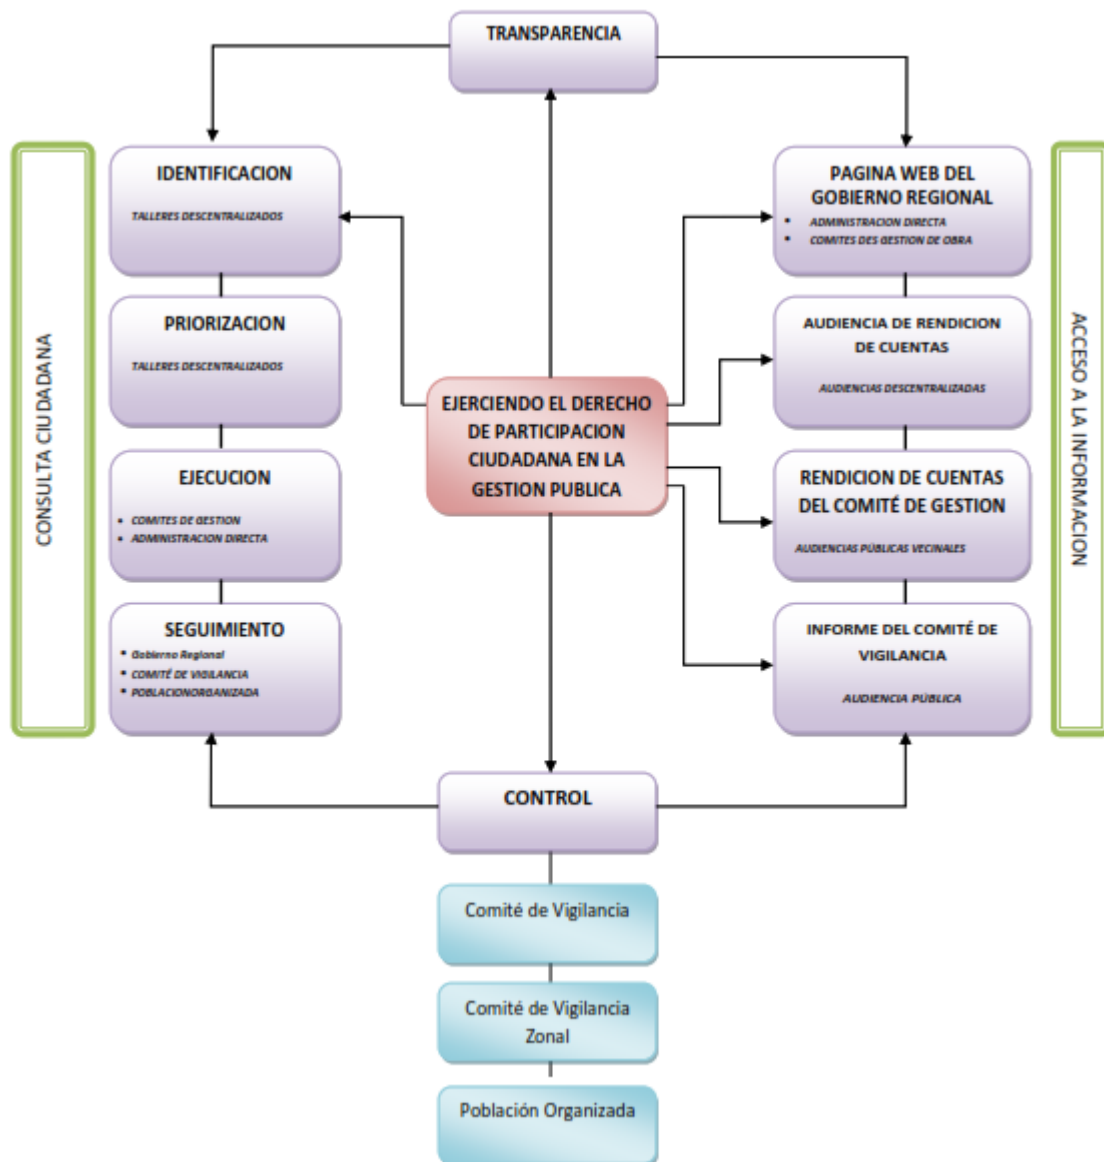 TRANSPARENCIA
CONSULTA CIUDADANA
IDENTIFICACION
TALLERES DESCENTRALIZADOS
PRIORIZACION
TALLERES DESCENTRALIZADOS
EJECUCION
▪ COMITES DE GESTION
▪ ADMINISTRACION DIRECTA
SEGUIMIENTO
▪ Gobierno Regional
▪ COMITÉ DE VIGILANCIA
▪ POBLACIONORGANIZADA
EJERCIENDO EL DERECHO
DE PARTICIPACION
CIUDADANA EN LA
GESTION PUBLICA
PAGINA WEB DEL
GOBIERNO REGIONAL
▪ ADMINISTRACION DIRECTA
▪ COMITES DES GESTION DE OBRA
AUDIENCIA DE RENDICION
DE CUENTAS
AUDIENCIAS DESCENTRALIZADAS
RENDICION DE CUENTAS
DEL COMITÉ DE GESTION
AUDIENCIAS PÚBLICAS VECINALES
INFORME DEL COMITÉ DE
VIGILANCIA
AUDIENCIA PÚBLICA
ACCESO A LA INFORMACION
CONTROL
Comité de Vigilancia
Comité de Vigilancia
Zonal
Población Organizada